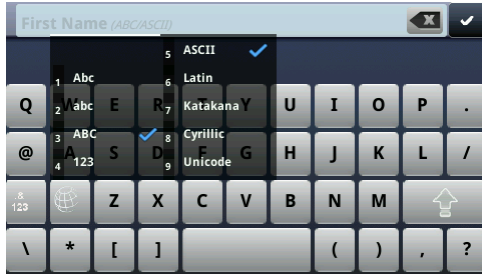 First Name (ABC/ASCII)
5 ASCII
1 Abc
6 Latin
2 abc
7 Katakana
3 ABC
8 Cyrillic
4 123
9 Unicode
Q W E R Y U I O P .
@ A S D F G H J K L /
.& 123
Z X C V B N M
\ * [ ] ( ) , ?